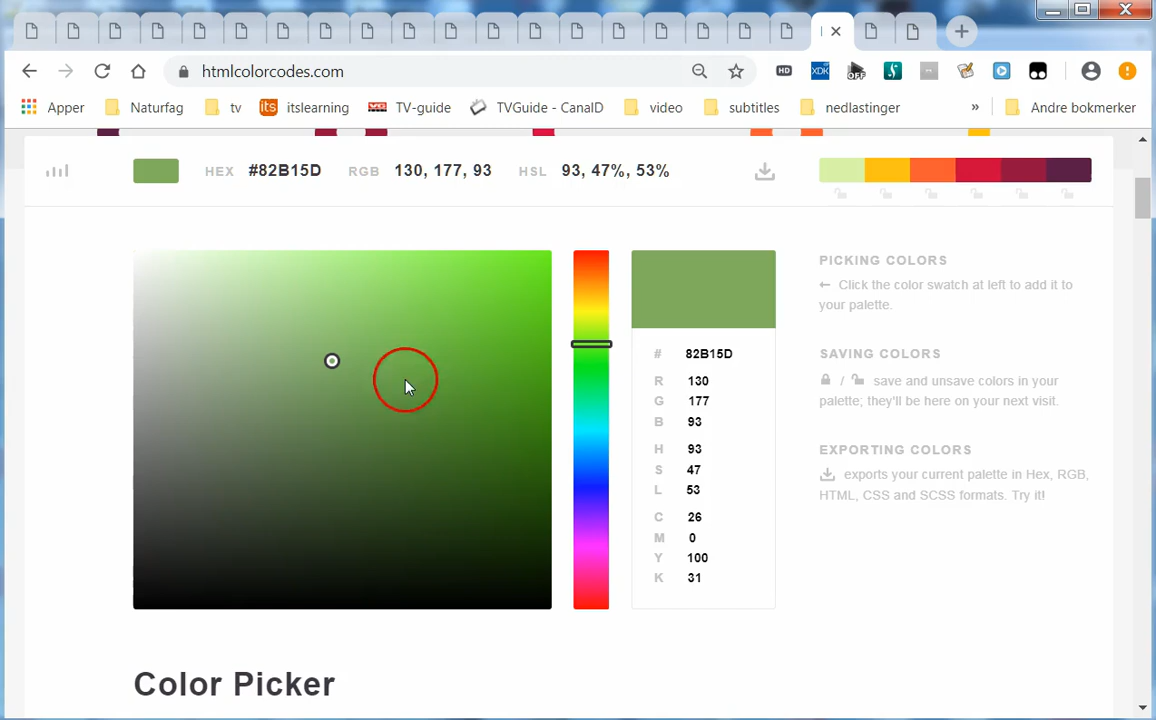 htmlcolorcodes.com
HD XDK OFF
Apper Naturfag tv its itslearning TV-guide TVGuide - CanalD video subtitles nedlastinger » Andre bokmerker
HEX #82B15D RGB 130, 177, 93 HSL 93, 47%, 53%
PICKING COLORS
← Click the color swatch at left to add it to
your palette.
# 82B15D
R 130
G 177
B 93
H 93
S 47
L 53
C 26
M 0
Y 100
K 31
SAVING COLORS
/ save and unsave colors in your
palette; they'll be here on your next visit.
EXPORTING COLORS
exports your current palette in Hex, RGB,
HTML, CSS and SCSS formats. Try it!
Color Picker